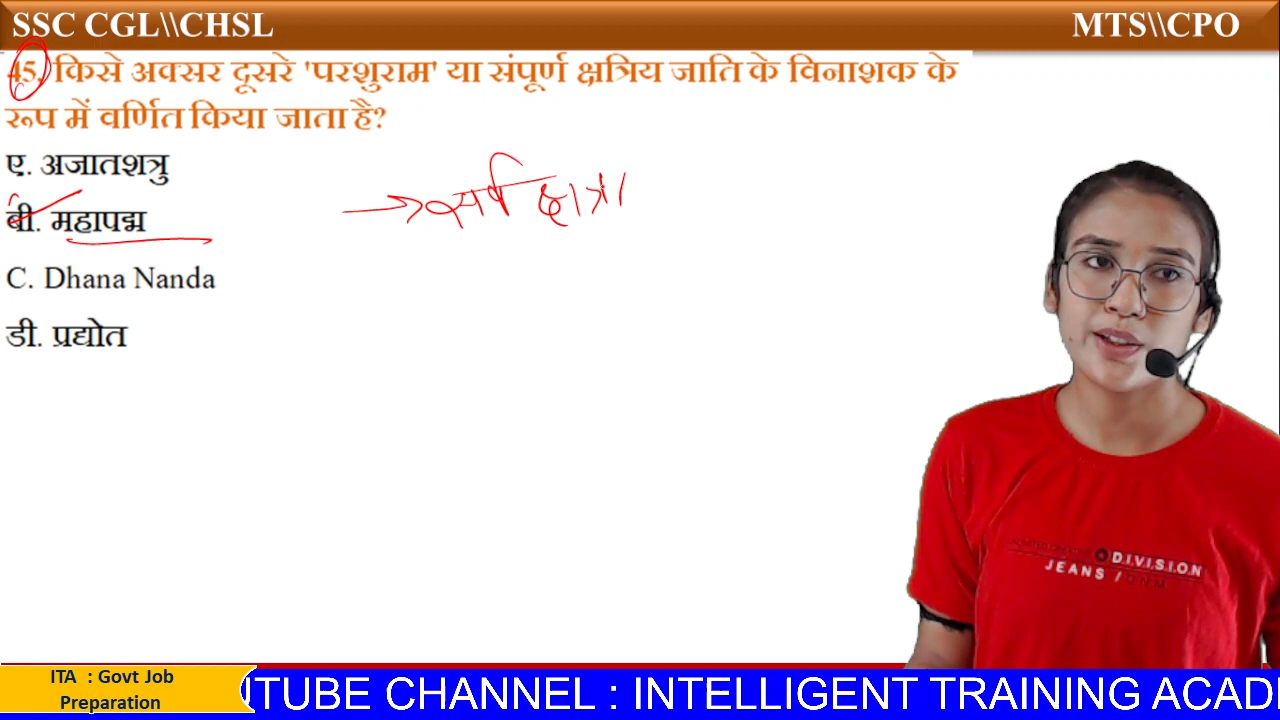 SSC CGL\\CHSL
MTS\\CPO
45. किसे अक्सर दूसरे 'परशुराम' या संपूर्ण क्षत्रिय जाति के विनाशक के
रूप में वर्णित किया जाता है?
ए. अजातशत्रु
बी. महापद्म
C. Dhana Nanda
डी. प्रद्योत
D.I.V.I.S.I.O.N
JEANS /
ITA : Govt Job
Preparation
TUBE CHANNEL : INTELLIGENT TRAINING ACAD